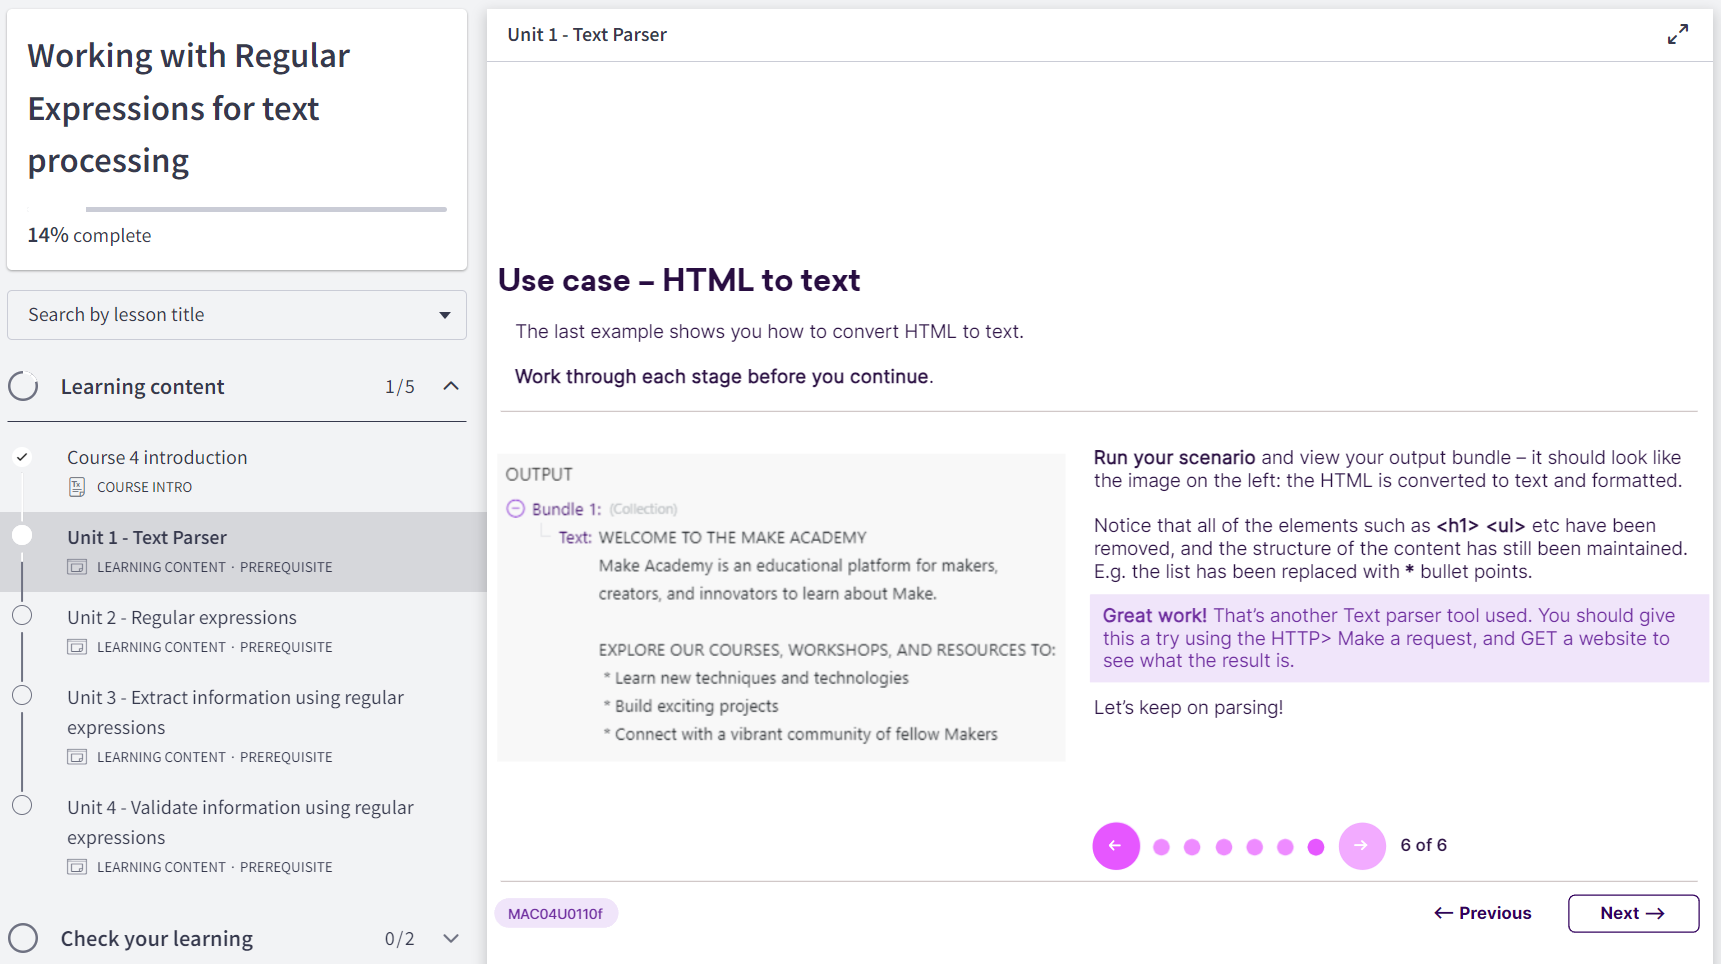 Working with Regular
Expressions for text
processing
14% complete
Search by lesson title
Learning content 1/5
Course 4 introduction
COURSE INTRO
Unit 1 - Text Parser
LEARNING CONTENT · PREREQUISITE
Unit 2 - Regular expressions
LEARNING CONTENT · PREREQUISITE
Unit 3 - Extract information using regular
expressions
LEARNING CONTENT · PREREQUISITE
Unit 4 - Validate information using regular
expressions
LEARNING CONTENT · PREREQUISITE
Check your learning 0/2
Unit 1 - Text Parser
Use case – HTML to text
The last example shows you how to convert HTML to text.
Work through each stage before you continue.
OUTPUT
Bundle 1: (Collection)
Text: WELCOME TO THE MAKE ACADEMY
Make Academy is an educational platform for makers,
creators, and innovators to learn about Make.
EXPLORE OUR COURSES, WORKSHOPS, AND RESOURCES TO:
* Learn new techniques and technologies
* Build exciting projects
* Connect with a vibrant community of fellow Makers
Run your scenario and view your output bundle – it should look like
the image on the left: the HTML is converted to text and formatted.
Notice that all of the elements such as <h1> <ul> etc have been
removed, and the structure of the content has still been maintained.
E.g. the list has been replaced with * bullet points.
Great work! That's another Text parser tool used. You should give
this a try using the HTTP> Make a request, and GET a website to
see what the result is.
Let's keep on parsing!
6 of 6
MAC04U0110f
← Previous
Next →